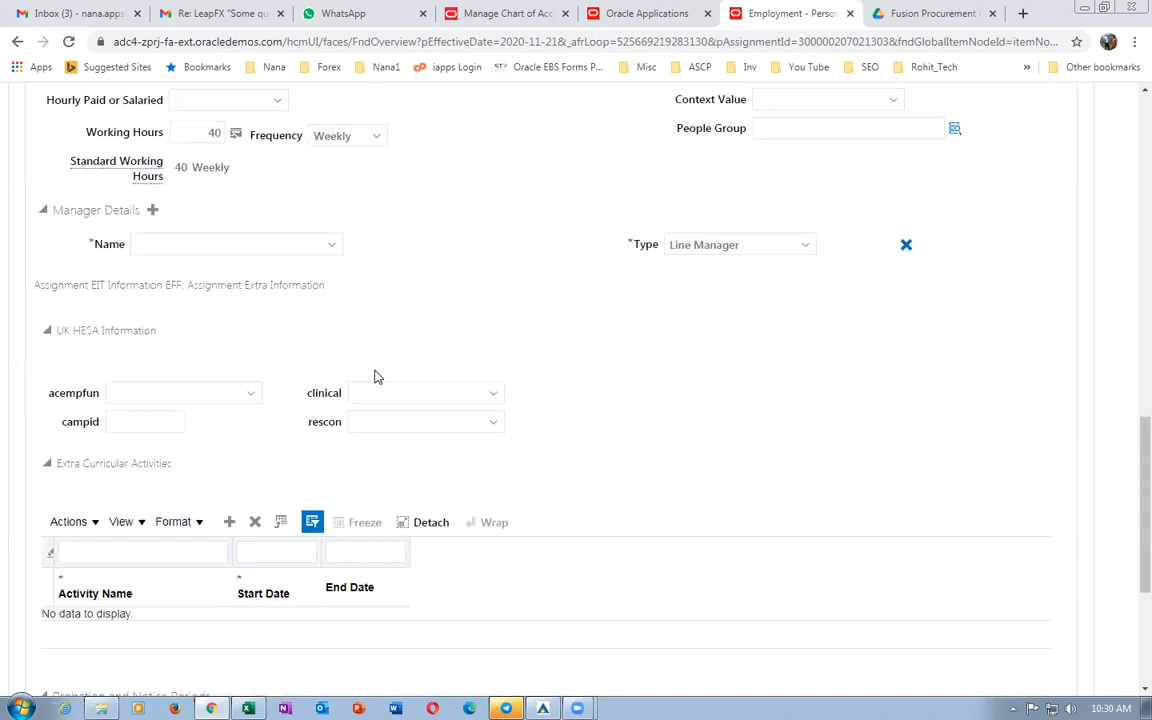 Inbox (3) - nana.apps
Re: LeapFX "Some qu
WhatsApp
Manage Chart of Acc
Oracle Applications
Employment - Person
Fusion Procurement
adc4-zprj-fa-ext.oracledemos.com/hcmUI/faces/FndOverview?pEffectiveDate=2020-11-21&_afrLoop=525669219283130&pAssignmentId=300000207021303&fndGlobalItemNodeId=itemNo...
Apps
Suggested Sites
Bookmarks
Nana
Forex
Nana1
iapps Login
Oracle EBS Forms P...
Misc
ASCP
Inv
You Tube
SEO
Rohit_Tech
»
Other bookmarks
Hourly Paid or Salaried
Context Value
Working Hours 40 Frequency Weekly
People Group
Standard Working
Hours
40 Weekly
Manager Details
*Name
*Type Line Manager
Assignment EIT Information EFF: Assignment Extra Information
UK HESA Information
acempfun
clinical
campid
rescon
Extra Curricular Activities
Actions View Format Freeze Detach Wrap
* Activity Name
* Start Date
End Date
No data to display.
Probation and Notice Periods
10:30 AM